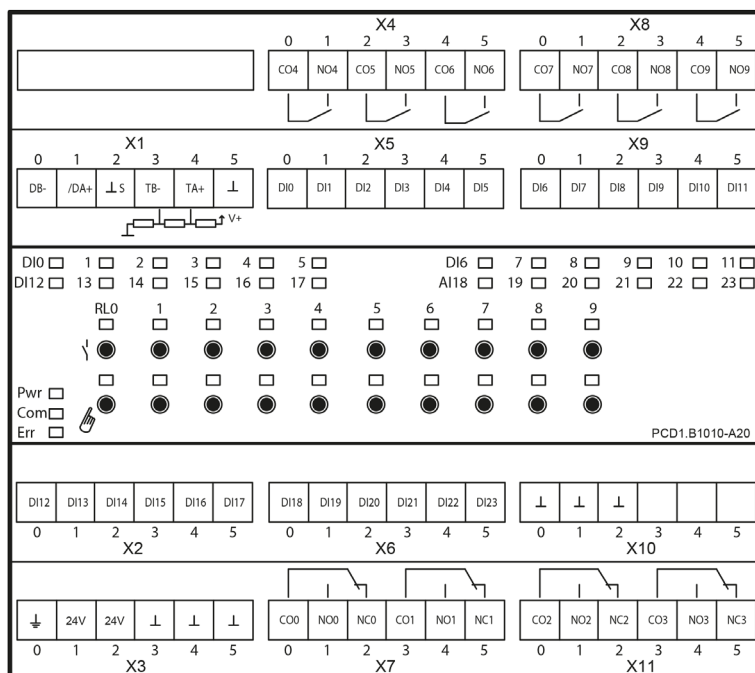 X4 X8
0 1 2 3 4 5 0 1 2 3 4 5
CO4 NO4 CO5 NO5 CO6 NO6 CO7 NO7 CO8 NO8 CO9 NO9
X1 X5 X9
0 1 2 3 4 5 0 1 2 3 4 5 0 1 2 3 4 5
DB- /DA+ ⊥ S TB- TA+ ⊥ DI0 DI1 DI2 DI3 DI4 DI5 DI6 DI7 DI8 DI9 DI10 DI11
V+
DI0 1 2 3 4 5 DI6 7 8 9 10 11
DI12 13 14 15 16 17 AI18 19 20 21 22 23
RL0 1 2 3 4 5 6 7 8 9
Pwr
Com
Err PCD1.B1010-A20
DI12 DI13 DI14 DI15 DI16 DI17 DI18 DI19 DI20 DI21 DI22 DI23 ⊥ ⊥ ⊥
0 1 2 3 4 5 0 1 2 3 4 5 0 1 2 3 4 5
X2 X6 X10
⏚ 24V 24V ⊥ ⊥ ⊥ CO0 NO0 NC0 CO1 NO1 NC1 CO2 NO2 NC2 CO3 NO3 NC3
0 1 2 3 4 5 0 1 2 3 4 5 0 1 2 3 4 5
X3 X7 X11